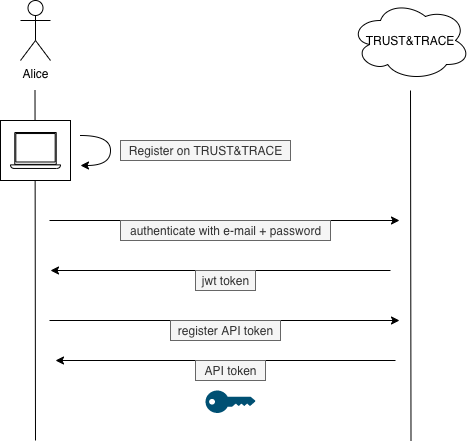 Alice
TRUST&TRACE
Register on TRUST&TRACE
authenticate with e-mail + password
jwt token
register API token
API token